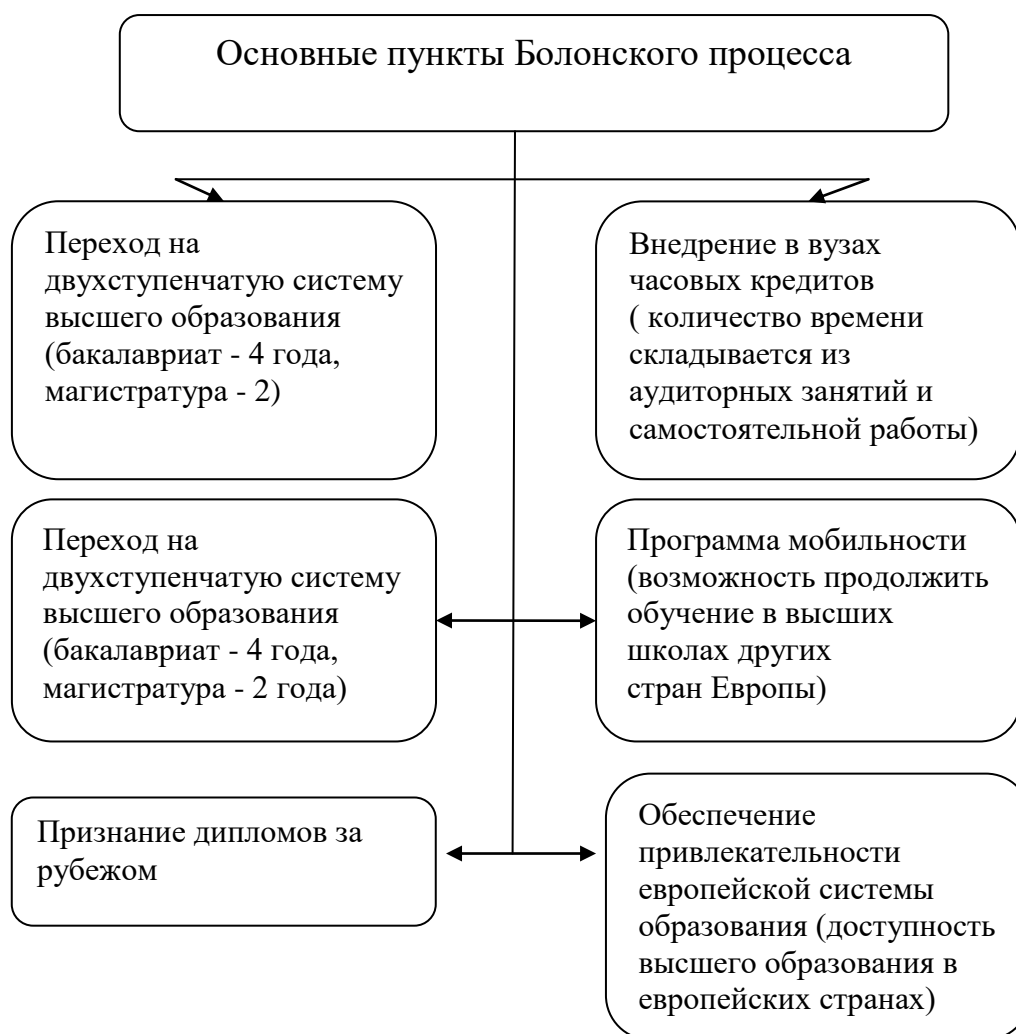 Основные пункты Болонского процесса
Переход на
двухступенчатую систему
высшего образования
(бакалавриат - 4 года,
магистратура - 2)
Внедрение в вузах
часовых кредитов
( количество времени
складывается из
аудиторных занятий и
самостоятельной работы)
Переход на
двухступенчатую систему
высшего образования
(бакалавриат - 4 года,
магистратура - 2 года)
Программа мобильности
(возможность продолжить
обучение в высших
школах других
стран Европы)
Признание дипломов за
рубежом
Обеспечение
привлекательности
европейской системы
образования (доступность
высшего образования в
европейских странах)